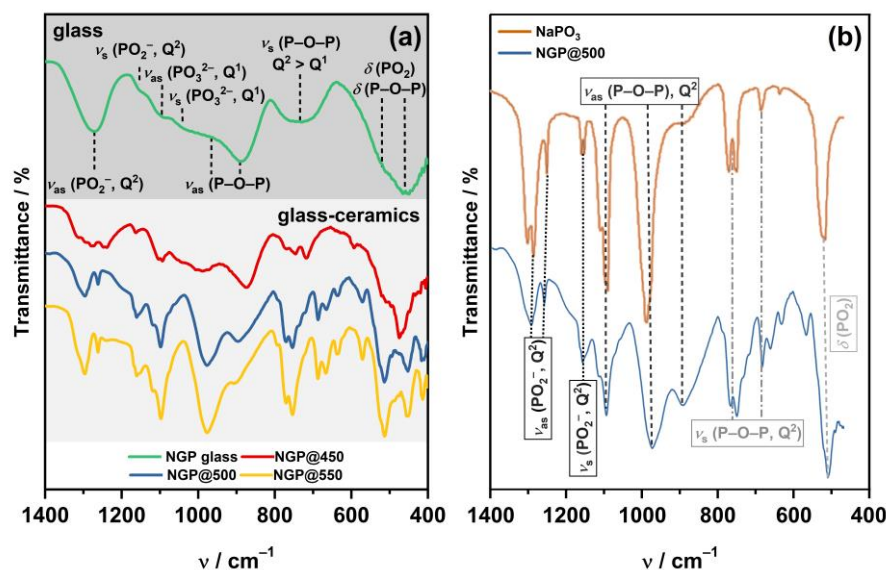 glass
(a)
νs (PO2−, Q2)
νas (PO32−, Q1)
νs (PO32−, Q1)
νs (P–O–P)
Q2 > Q1
δ (PO2)
δ (P–O–P)
νas (PO2−, Q2)
νas (P–O–P)
glass-ceramics
NGP glass
NGP@450
NGP@500
NGP@550
Transmittance / %
1400
1200
1000
800
600
400
ν / cm−1
(b)
NaPO3
NGP@500
νas (P–O–P), Q2
νas (PO2−, Q2)
νs (PO2−, Q2)
νs (P–O–P, Q2)
δ (PO2)
Transmittance / %
1400
1200
1000
800
600
400
ν / cm−1